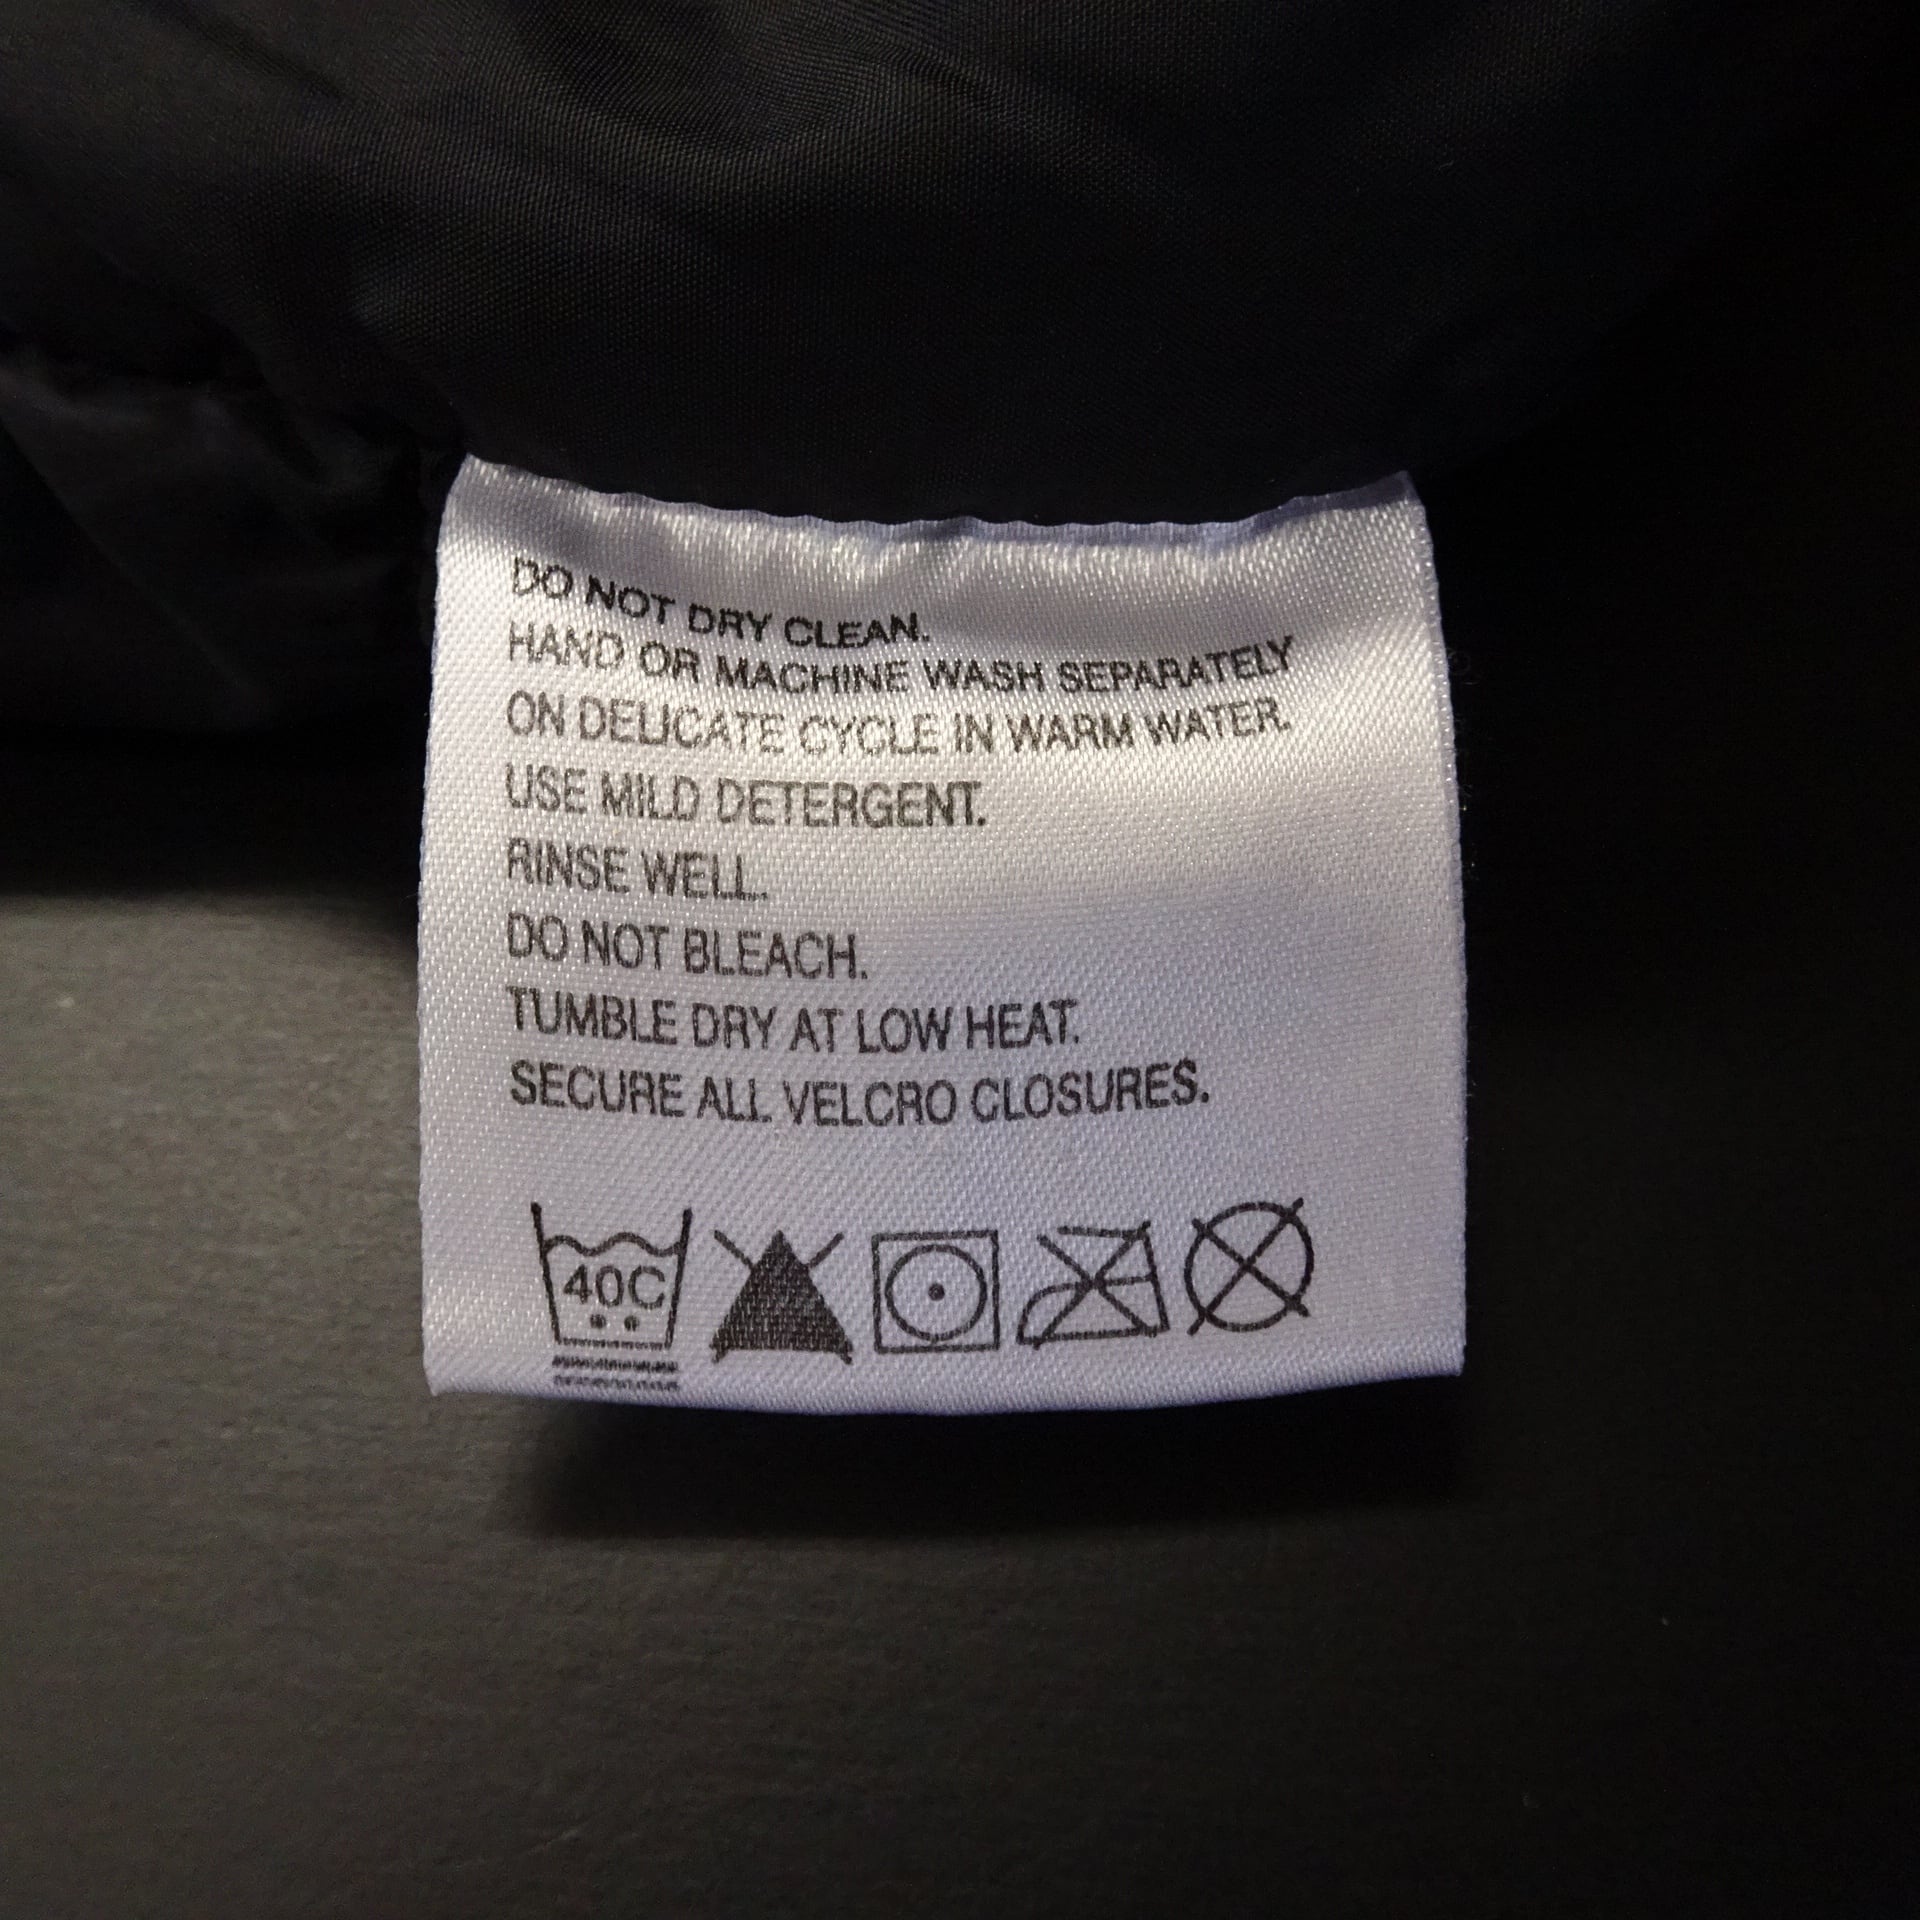 DO NOT DRY CLEAN.
HAND OR MACHINE WASH SEPARATELY
ON DELICATE CYCLE IN WARM WATER.
USE MILD DETERGENT.
RINSE WELL.
DO NOT BLEACH.
TUMBLE DRY AT LOW HEAT.
SECURE ALL VELCRO CLOSURES.
40C